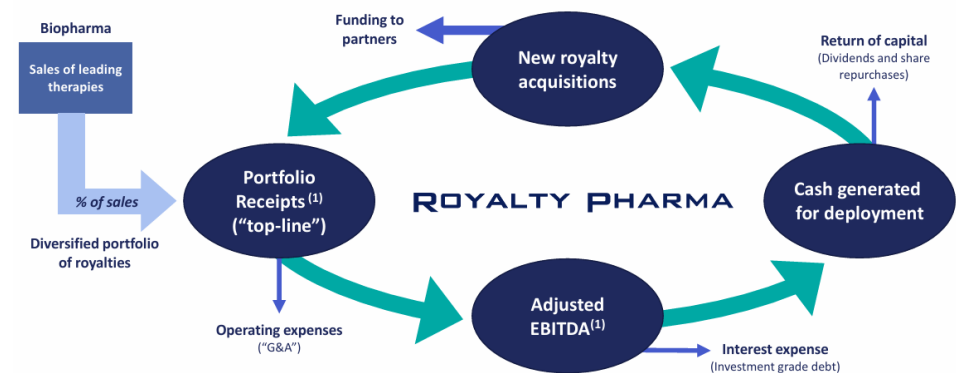 Biopharma
Sales of leading
therapies
% of sales
Diversified portfolio
of royalties
Funding to
partners
New royalty
acquisitions
Return of capital
(Dividends and share
repurchases)
Portfolio
Receipts (1)
("top-line")
ROYALTY PHARMA
Cash generated
for deployment
Operating expenses
("G&A")
Adjusted
EBITDA(1)
Interest expense
(Investment grade debt)